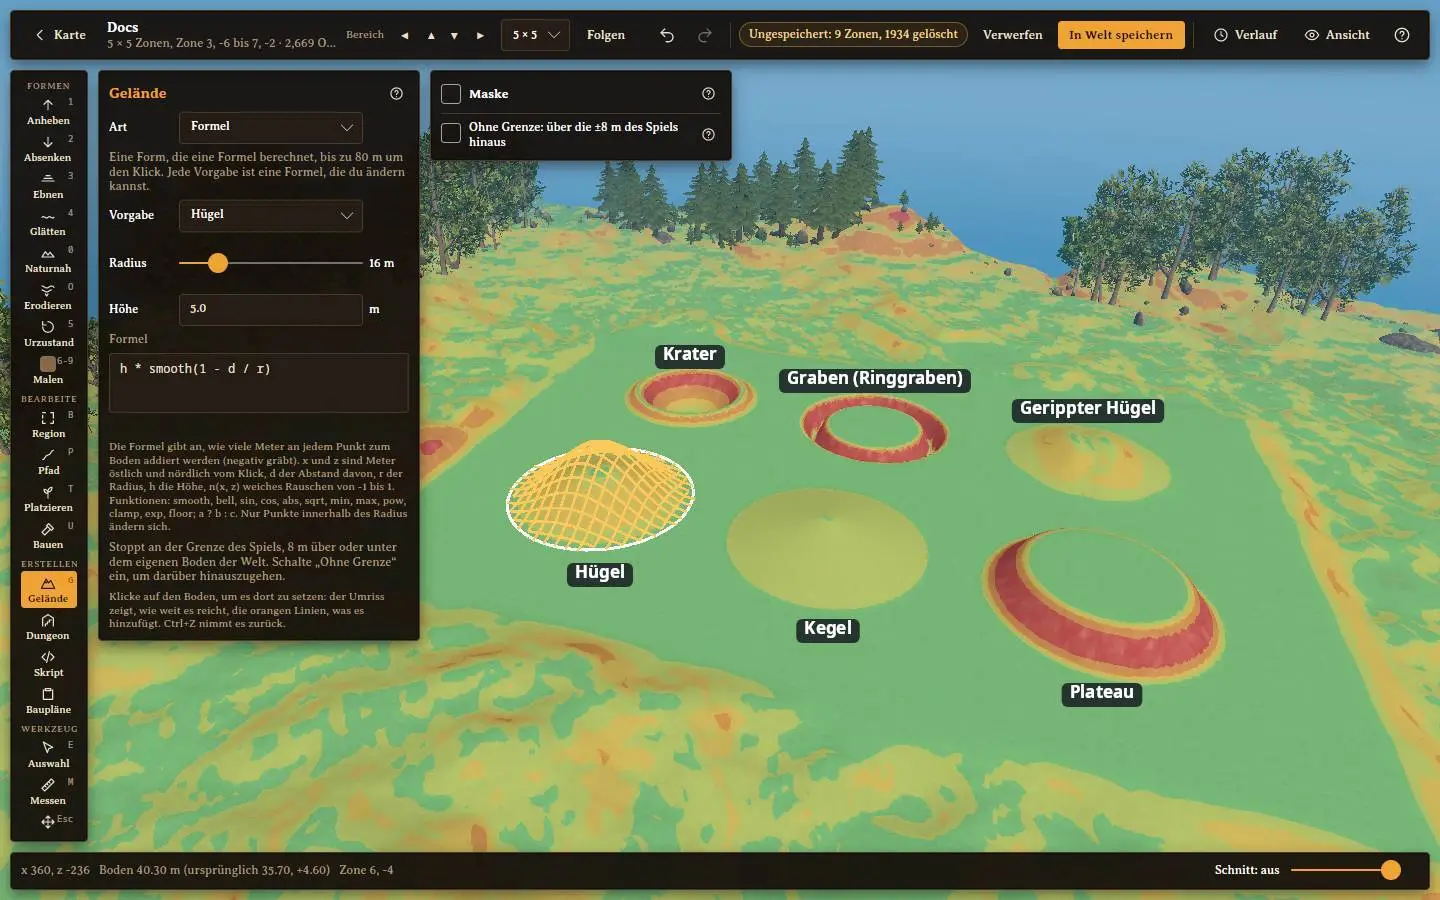 Karte
Docs
5 × 5 Zonen, Zone 3, -6 bis 7, -2 · 2,669 O...
Bereich
5 × 5
Folgen
Ungespeichert: 9 Zonen, 1934 gelöscht
Verwerfen
In Welt speichern
Verlauf
Ansicht
FORMEN
1
Anheben
2
Absenken
3
Ebnen
4
Glätten
0
Naturnah
O
Erodieren
5
Urzustand
6-9
Malen
BEARBEITE
B
Region
P
Pfad
T
Platzieren
U
Bauen
ERSTELLEN
G
Gelände
Dungeon
Skript
Baupläne
WERKZEUG
E
Auswahl
M
Messen
Esc
Gelände
Art
Formel
Eine Form, die eine Formel berechnet, bis zu 80 m um
den Klick. Jede Vorgabe ist eine Formel, die du ändern
kannst.
Vorgabe
Hügel
Radius
16 m
Höhe
5.0
m
Formel
h * smooth(1 - d / r)
Die Formel gibt an, wie viele Meter an jedem Punkt zum
Boden addiert werden (negativ gräbt). x und z sind Meter
östlich und nördlich vom Klick, d der Abstand davon, r der
Radius, h die Höhe, n(x, z) weiches Rauschen von -1 bis 1.
Funktionen: smooth, bell, sin, cos, abs, sqrt, min, max, pow,
clamp, exp, floor; a ? b : c. Nur Punkte innerhalb des Radius
ändern sich.
Stoppt an der Grenze des Spiels, 8 m über oder unter
dem eigenen Boden der Welt. Schalte „Ohne Grenze“
ein, um darüber hinauszugehen.
Klicke auf den Boden, um es dort zu setzen: der Umriss
zeigt, wie weit es reicht, die orangen Linien, was es
hinzufügt. Ctrl+Z nimmt es zurück.
Maske
Ohne Grenze: über die ±8 m des Spiels
hinaus
Krater
Graben (Ringgraben)
Gerippter Hügel
Hügel
Kegel
Plateau
x 360, z -236 Boden 40.30 m (ursprünglich 35.70, +4.60) Zone 6, -4
Schnitt: aus